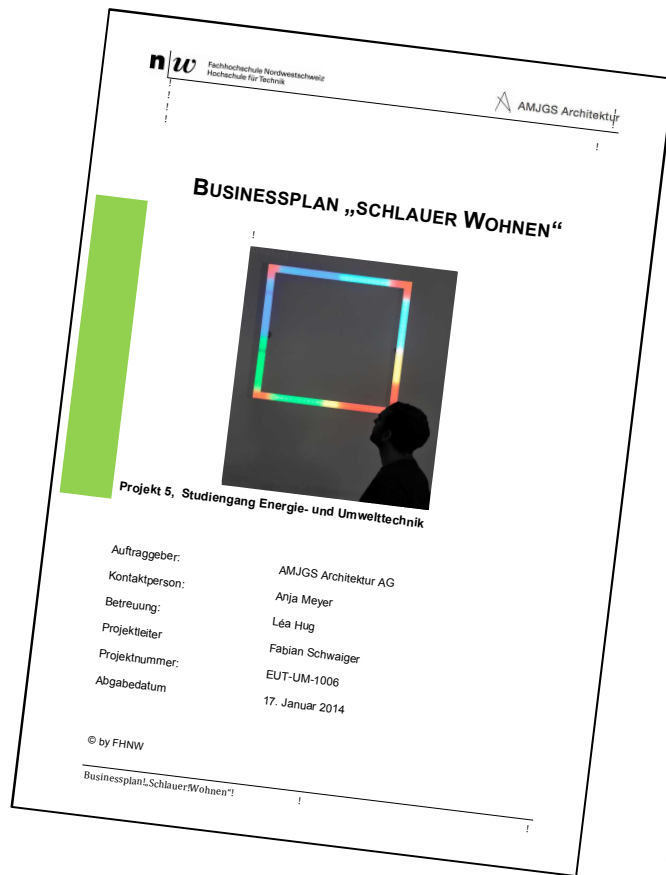 n w Fachhochschule Nordwestschweiz
Hochschule für Technik
AMJGS Architektur
!
!
!
!
!
BUSINESSPLAN „SCHLAUER WOHNEN“
!
Projekt 5, Studiengang Energie- und Umwelttechnik
Auftraggeber: AMJGS Architektur AG
Kontaktperson: Anja Meyer
Betreuung: Léa Hug
Projektleiter Fabian Schwaiger
Projektnummer: EUT-UM-1006
Abgabedatum 17. Januar 2014
© by FHNW
Businessplan!„Schlauer!Wohnen“! ! !